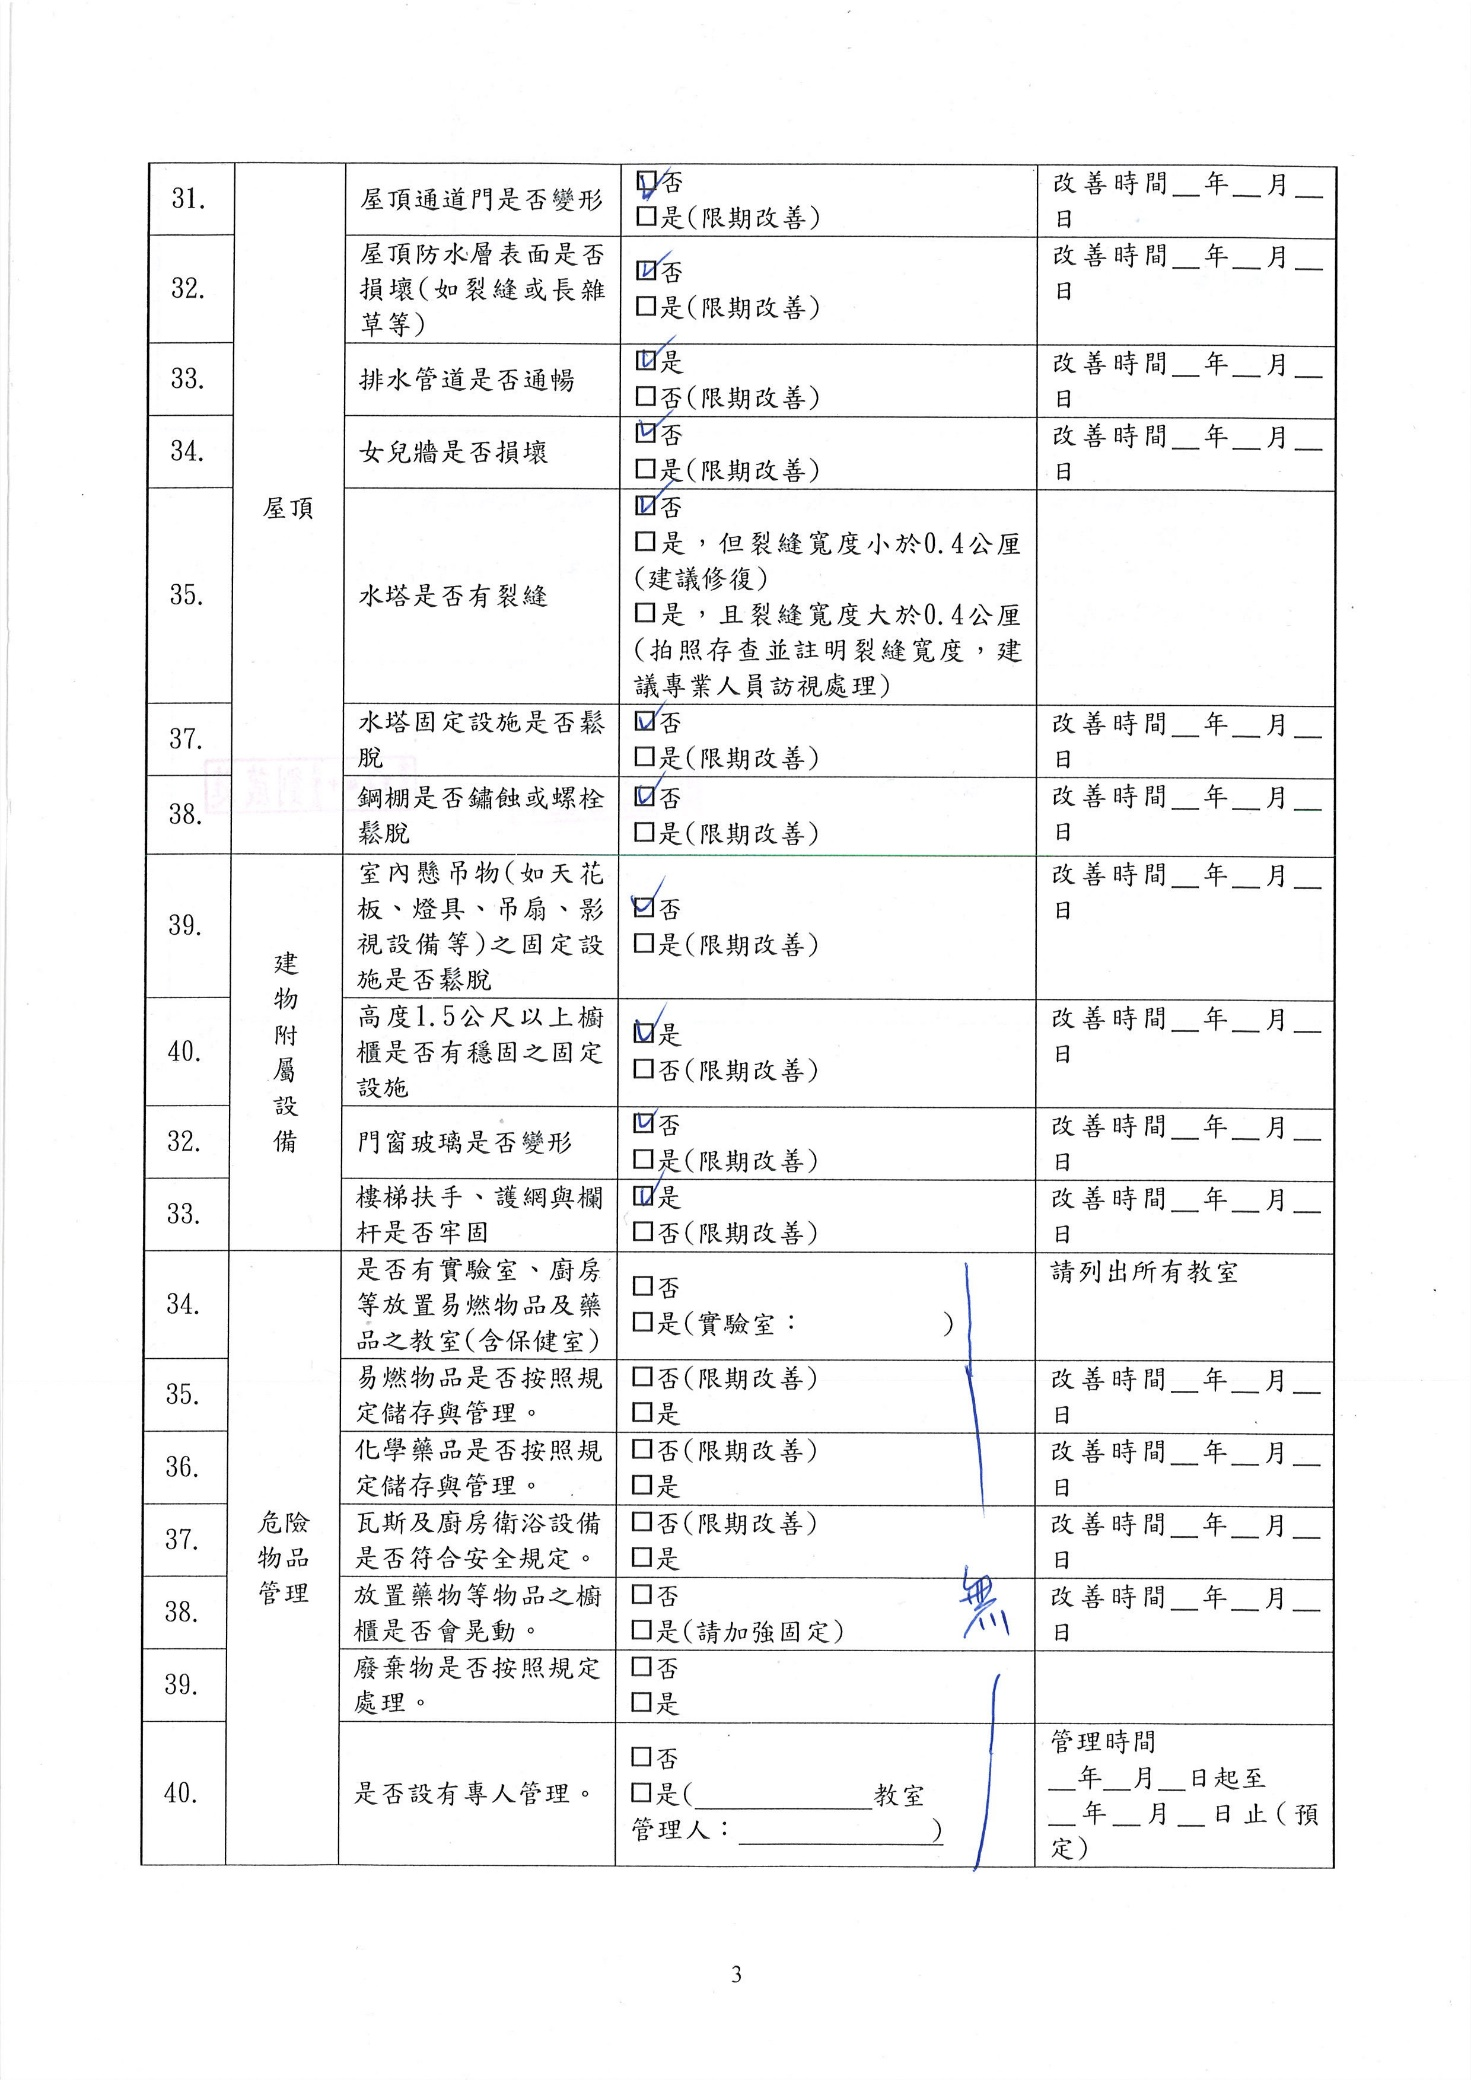 31.
屋頂
屋頂通道門是否變形
☑否
□是(限期改善)
改善時間__年__月__
日
32.
屋頂防水層表面是否
損壞(如裂縫或長雜
草等)
☑否
□是(限期改善)
改善時間__年__月__
日
33.
排水管道是否通暢
☑是
□否(限期改善)
改善時間__年__月__
日
34.
女兒牆是否損壞
☑否
□是(限期改善)
改善時間__年__月__
日
35.
水塔是否有裂縫
☑否
□是，但裂縫寬度小於0.4公厘
(建議修復)
□是，且裂縫寬度大於0.4公厘
(拍照存查並註明裂縫寬度，建
議專業人員訪視處理)
37.
水塔固定設施是否鬆
脫
☑否
□是(限期改善)
改善時間__年__月__
日
38.
鋼棚是否鏽蝕或螺栓
鬆脫
☑否
□是(限期改善)
改善時間__年__月__
日
39.
建
物
附
屬
設
備
室內懸吊物(如天花
板、燈具、吊扇、影
視設備等)之固定設
施是否鬆脫
☑否
□是(限期改善)
改善時間__年__月__
日
40.
高度1.5公尺以上櫥
櫃是否有穩固之固定
設施
☑是
□否(限期改善)
改善時間__年__月__
日
32.
門窗玻璃是否變形
☑否
□是(限期改善)
改善時間__年__月__
日
33.
樓梯扶手、護網與欄
杆是否牢固
☑是
□否(限期改善)
改善時間__年__月__
日
34.
危險
物品
管理
是否有實驗室、廚房
等放置易燃物品及藥
品之教室(含保健室)
□否
□是(實驗室：　　　　　)
請列出所有教室
35.
易燃物品是否按照規
定儲存與管理。
□否(限期改善)
□是
改善時間__年__月__
日
36.
化學藥品是否按照規
定儲存與管理。
□否(限期改善)
□是
改善時間__年__月__
日
37.
瓦斯及廚房衛浴設備
是否符合安全規定。
□否(限期改善)
□是
改善時間__年__月__
日
38.
放置藥物等物品之櫥
櫃是否會晃動。
□否
□是(請加強固定)
無
改善時間__年__月__
日
39.
廢棄物是否按照規定
處理。
□否
□是
40.
是否設有專人管理。
□否
□是(_____________教室
管理人：______________)
管理時間
__年__月__日起至
__年__月__日止(預
定)
3